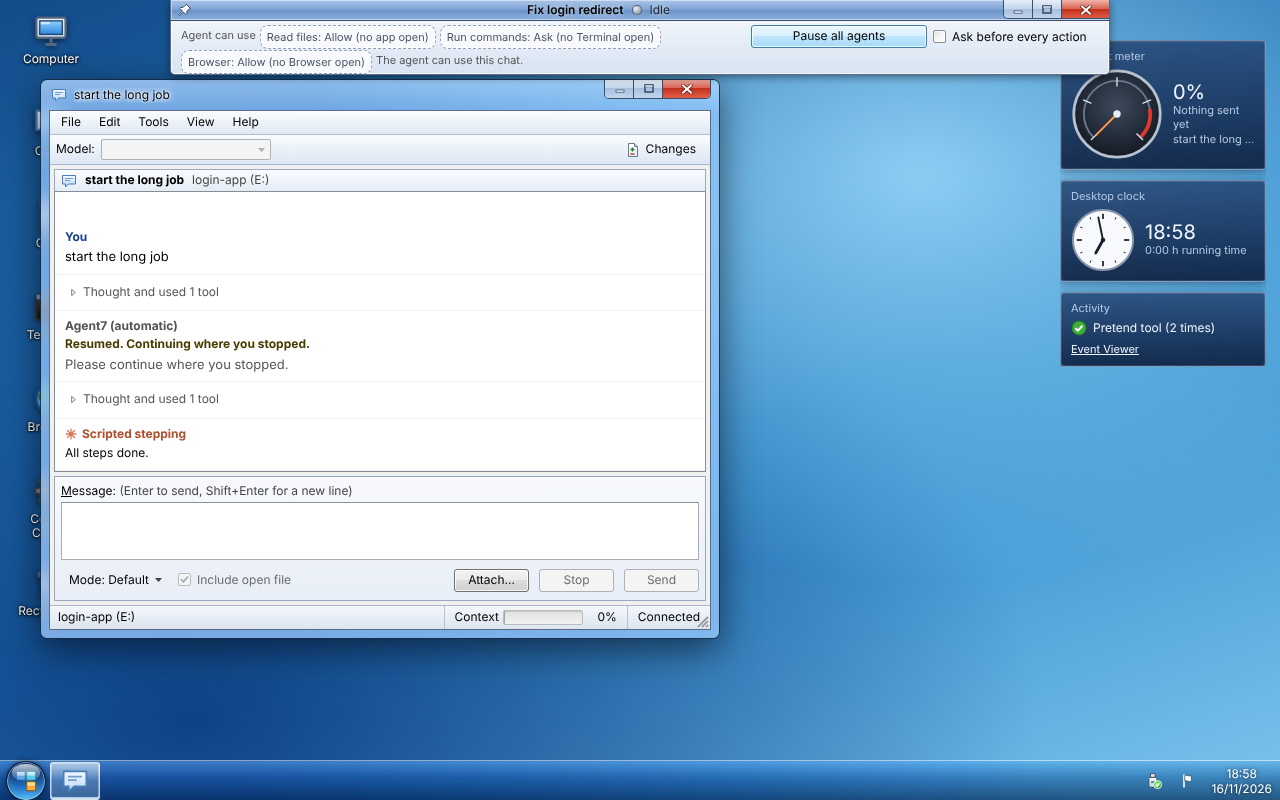 Fix login redirect Idle
Agent can use Read files: Allow (no app open) Run commands: Ask (no Terminal open)
Browser: Allow (no Browser open) The agent can use this chat.
Pause all agents Ask before every action
Computer
start the long job
File Edit Tools View Help
Model: Changes
start the long job login-app (E:)
You
start the long job
Thought and used 1 tool
Agent7 (automatic)
Resumed. Continuing where you stopped.
Please continue where you stopped.
Thought and used 1 tool
Scripted stepping
All steps done.
Message: (Enter to send, Shift+Enter for a new line)
Mode: Default Include open file Attach... Stop Send
login-app (E:) Context 0% Connected
meter
0%
Nothing sent
yet
start the long ...
Desktop clock
18:58
0:00 h running time
Activity
Pretend tool (2 times)
Event Viewer
18:58
16/11/2026